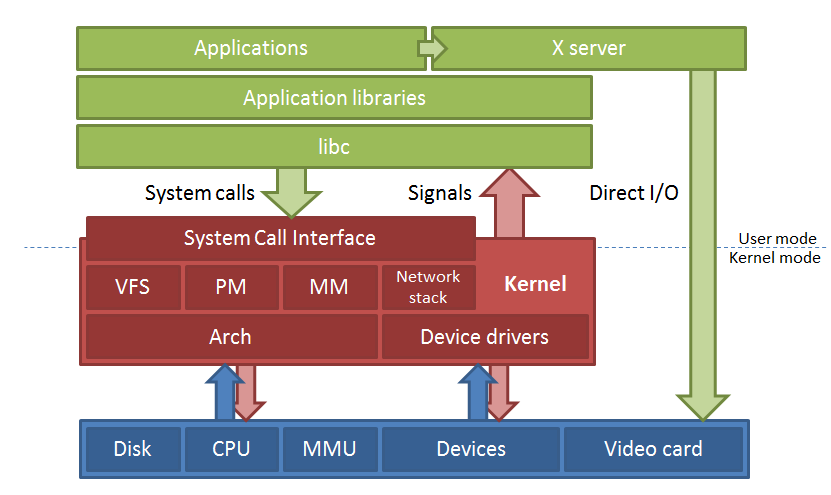 Applications
X server
Application libraries
libc
System calls
Signals
Direct I/O
System Call Interface
User mode
Kernel mode
VFS
PM
MM
Network
stack
Kernel
Arch
Device drivers
Disk
CPU
MMU
Devices
Video card